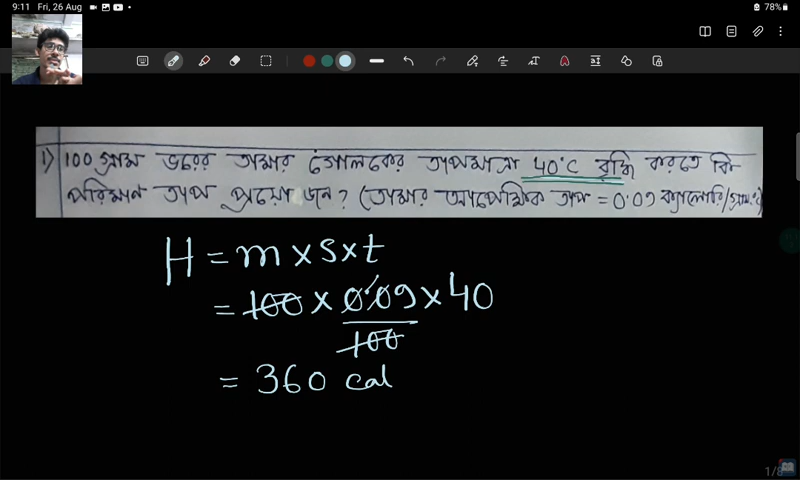 9:11 Fri, 26 Aug
78%
1) 100 গ্রাম ভরের তামার গোলকের তাপমাত্রা 40°C বৃদ্ধি করতে কি
পরিমান তাপ প্রয়োজন? (তামার আপেক্ষিক তাপ = 0.09 ক্যালোরি/গ্রাম.°C)
H = m × s × t
= 100 × 0.09 × 40
100
= 360 cal
1/8